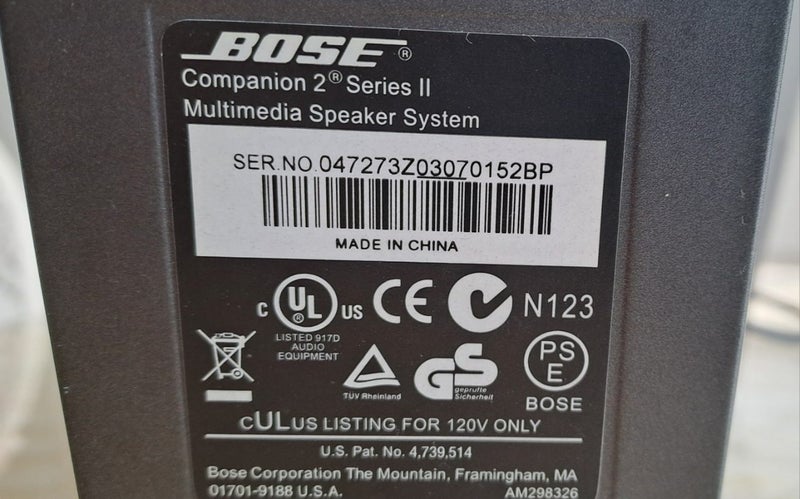 BOSE®
Companion 2® Series II
Multimedia Speaker System
SER.NO.047273Z03070152BP
MADE IN CHINA
C UL® US CE N123
LISTED 917D
AUDIO
EQUIPMENT
TÜV Rheinland
GS
geprüfte
Sicherheit
PS
E
BOSE
CULUS LISTING FOR 120V ONLY
U.S. Pat. No. 4,739,514
Bose Corporation The Mountain, Framingham, MA
01701-9188 U.S.A. AM298326